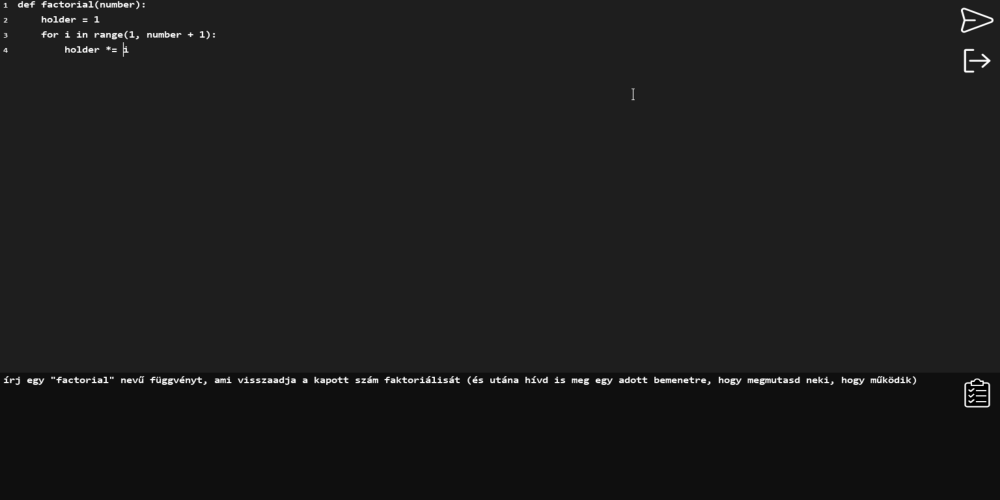 1 def factorial(number):
2     holder = 1
3     for i in range(1, number + 1):
4         holder *= i
írj egy "factorial" nevű függvényt, ami visszaadja a kapott szám faktoriálisát (és utána hívd is meg egy adott bemenetre, hogy megmutasd neki, hogy működik)